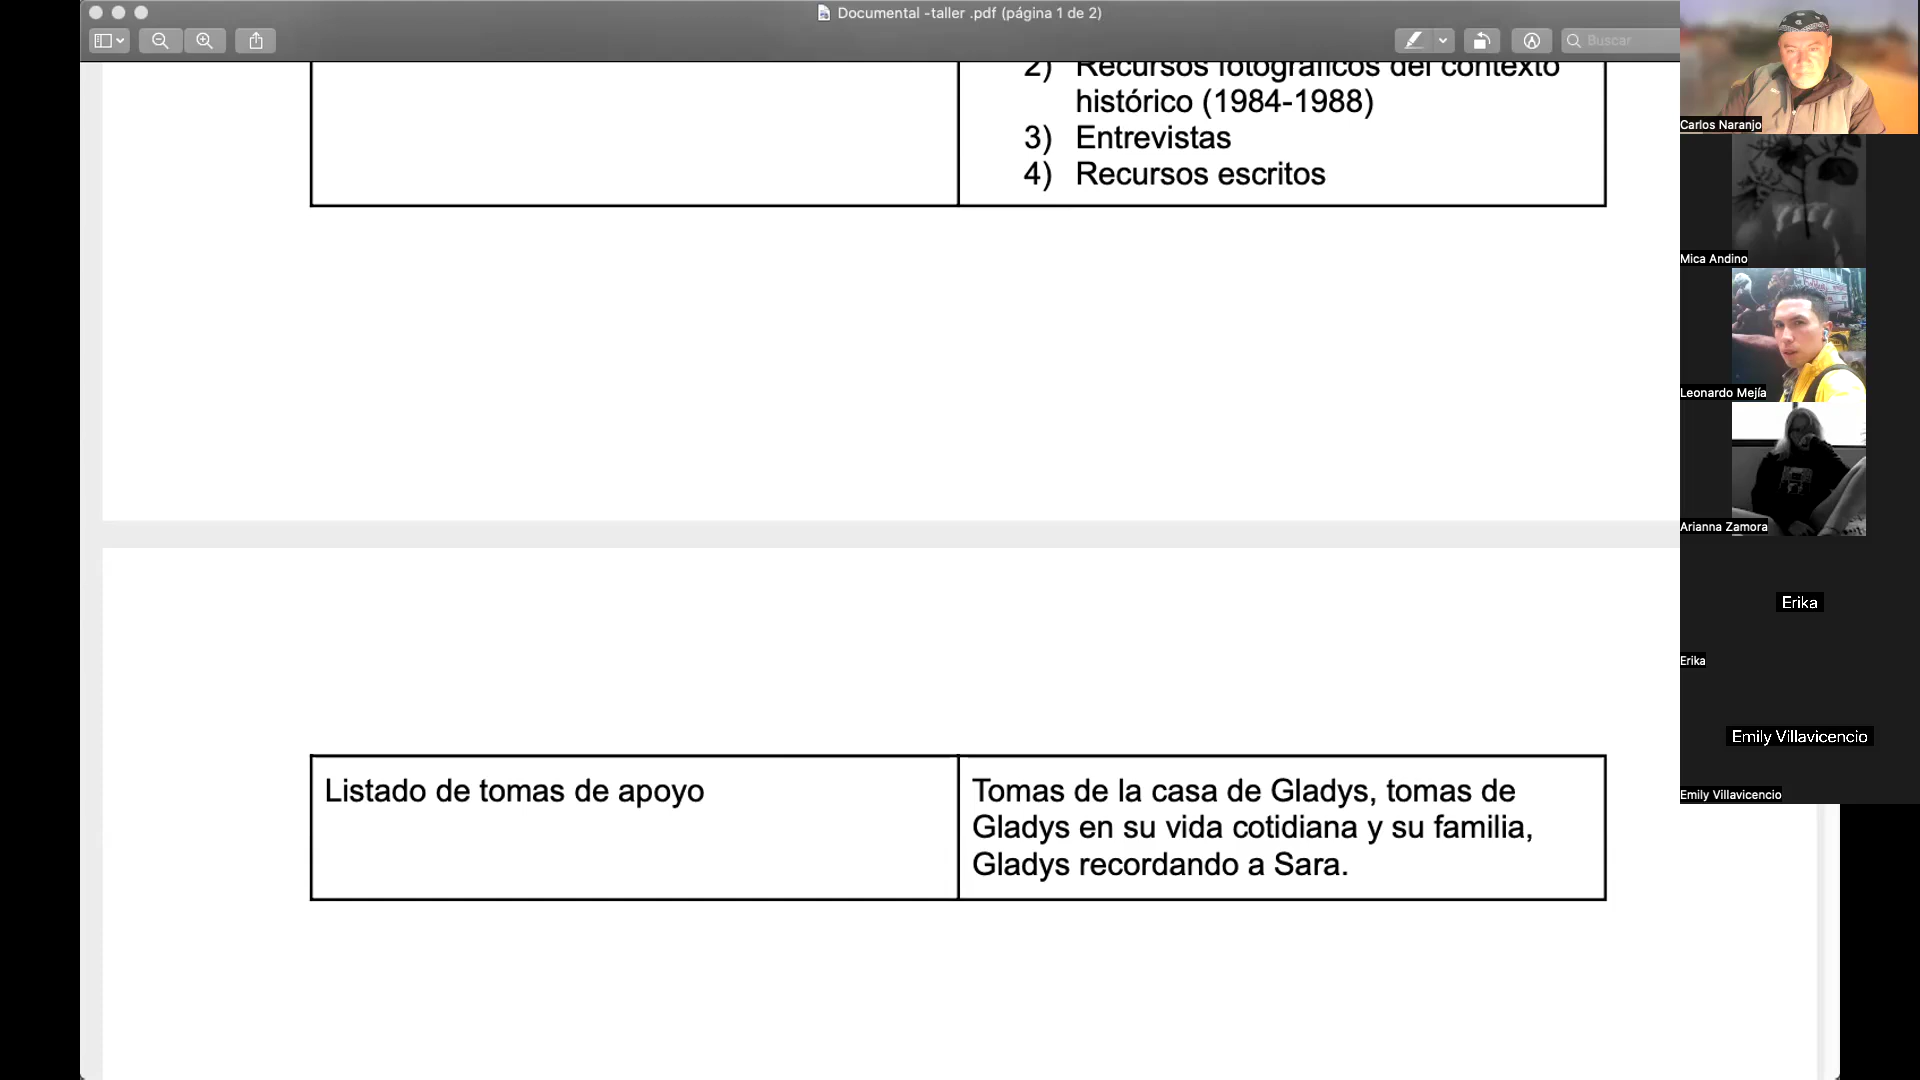 Documental -taller .pdf (página 1 de 2)
Buscar
2) Recursos fotográficos del contexto
histórico (1984-1988)
3) Entrevistas
4) Recursos escritos
Listado de tomas de apoyo
Tomas de la casa de Gladys, tomas de
Gladys en su vida cotidiana y su familia,
Gladys recordando a Sara.
Carlos Naranjo
Mica Andino
Leonardo Mejía
Arianna Zamora
Erika
Erika
Emily Villavicencio
Emily Villavicencio